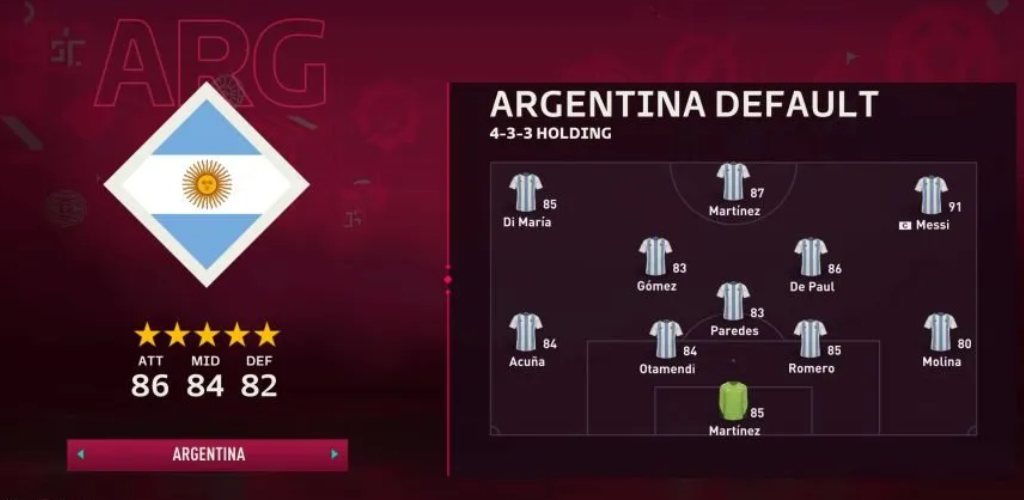 ARG
ARGENTINA DEFAULT
4-3-3 HOLDING
85
Di María
87
Martínez
91
C Messi
83
Gómez
86
De Paul
83
Paredes
84
Acuña
84
Otamendi
85
Romero
80
Molina
85
Martínez
ATT MID DEF
86 84 82
ARGENTINA